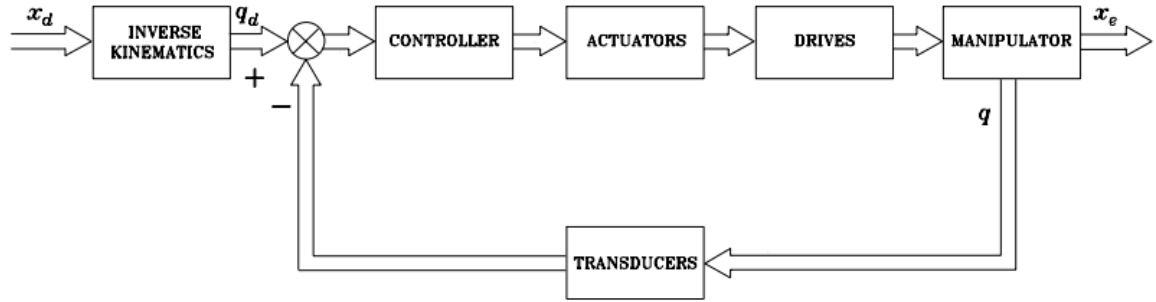 x_d
INVERSE
KINEMATICS
q_d
+
−
CONTROLLER
ACTUATORS
DRIVES
MANIPULATOR
x_e
q
TRANSDUCERS